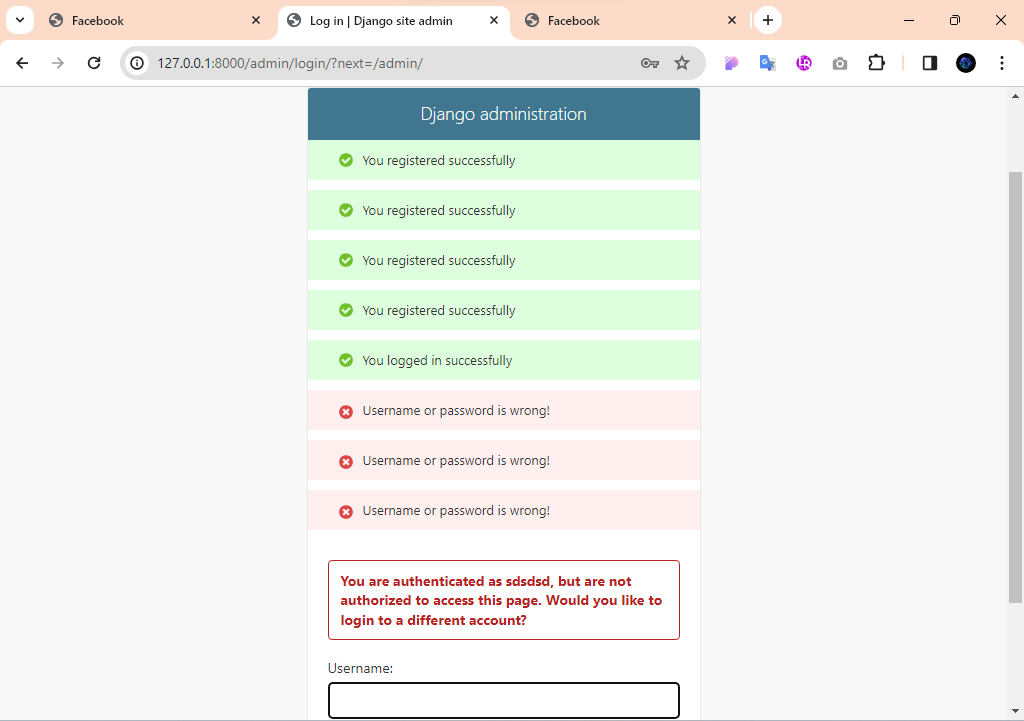 Facebook
Log in | Django site admin
Facebook
127.0.0.1:8000/admin/login/?next=/admin/
Django administration
You registered successfully
You registered successfully
You registered successfully
You registered successfully
You logged in successfully
Username or password is wrong!
Username or password is wrong!
Username or password is wrong!
You are authenticated as sdsdsd, but are not
authorized to access this page. Would you like to
login to a different account?
Username: